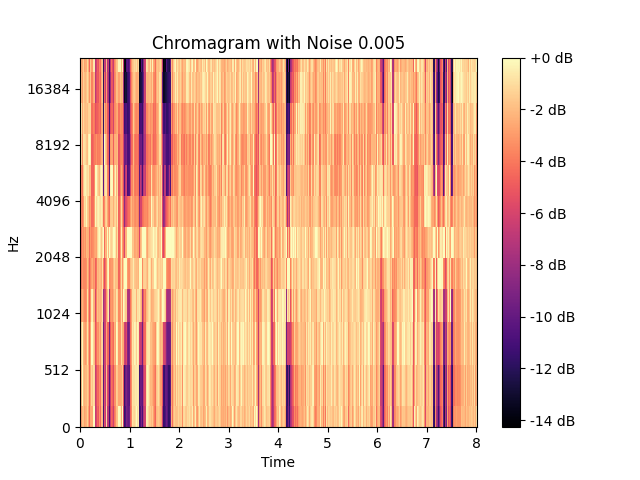 Chromagram with Noise 0.005
Hz
16384
8192
4096
2048
1024
512
0
0 1 2 3 4 5 6 7 8
Time
+0 dB
-2 dB
-4 dB
-6 dB
-8 dB
-10 dB
-12 dB
-14 dB